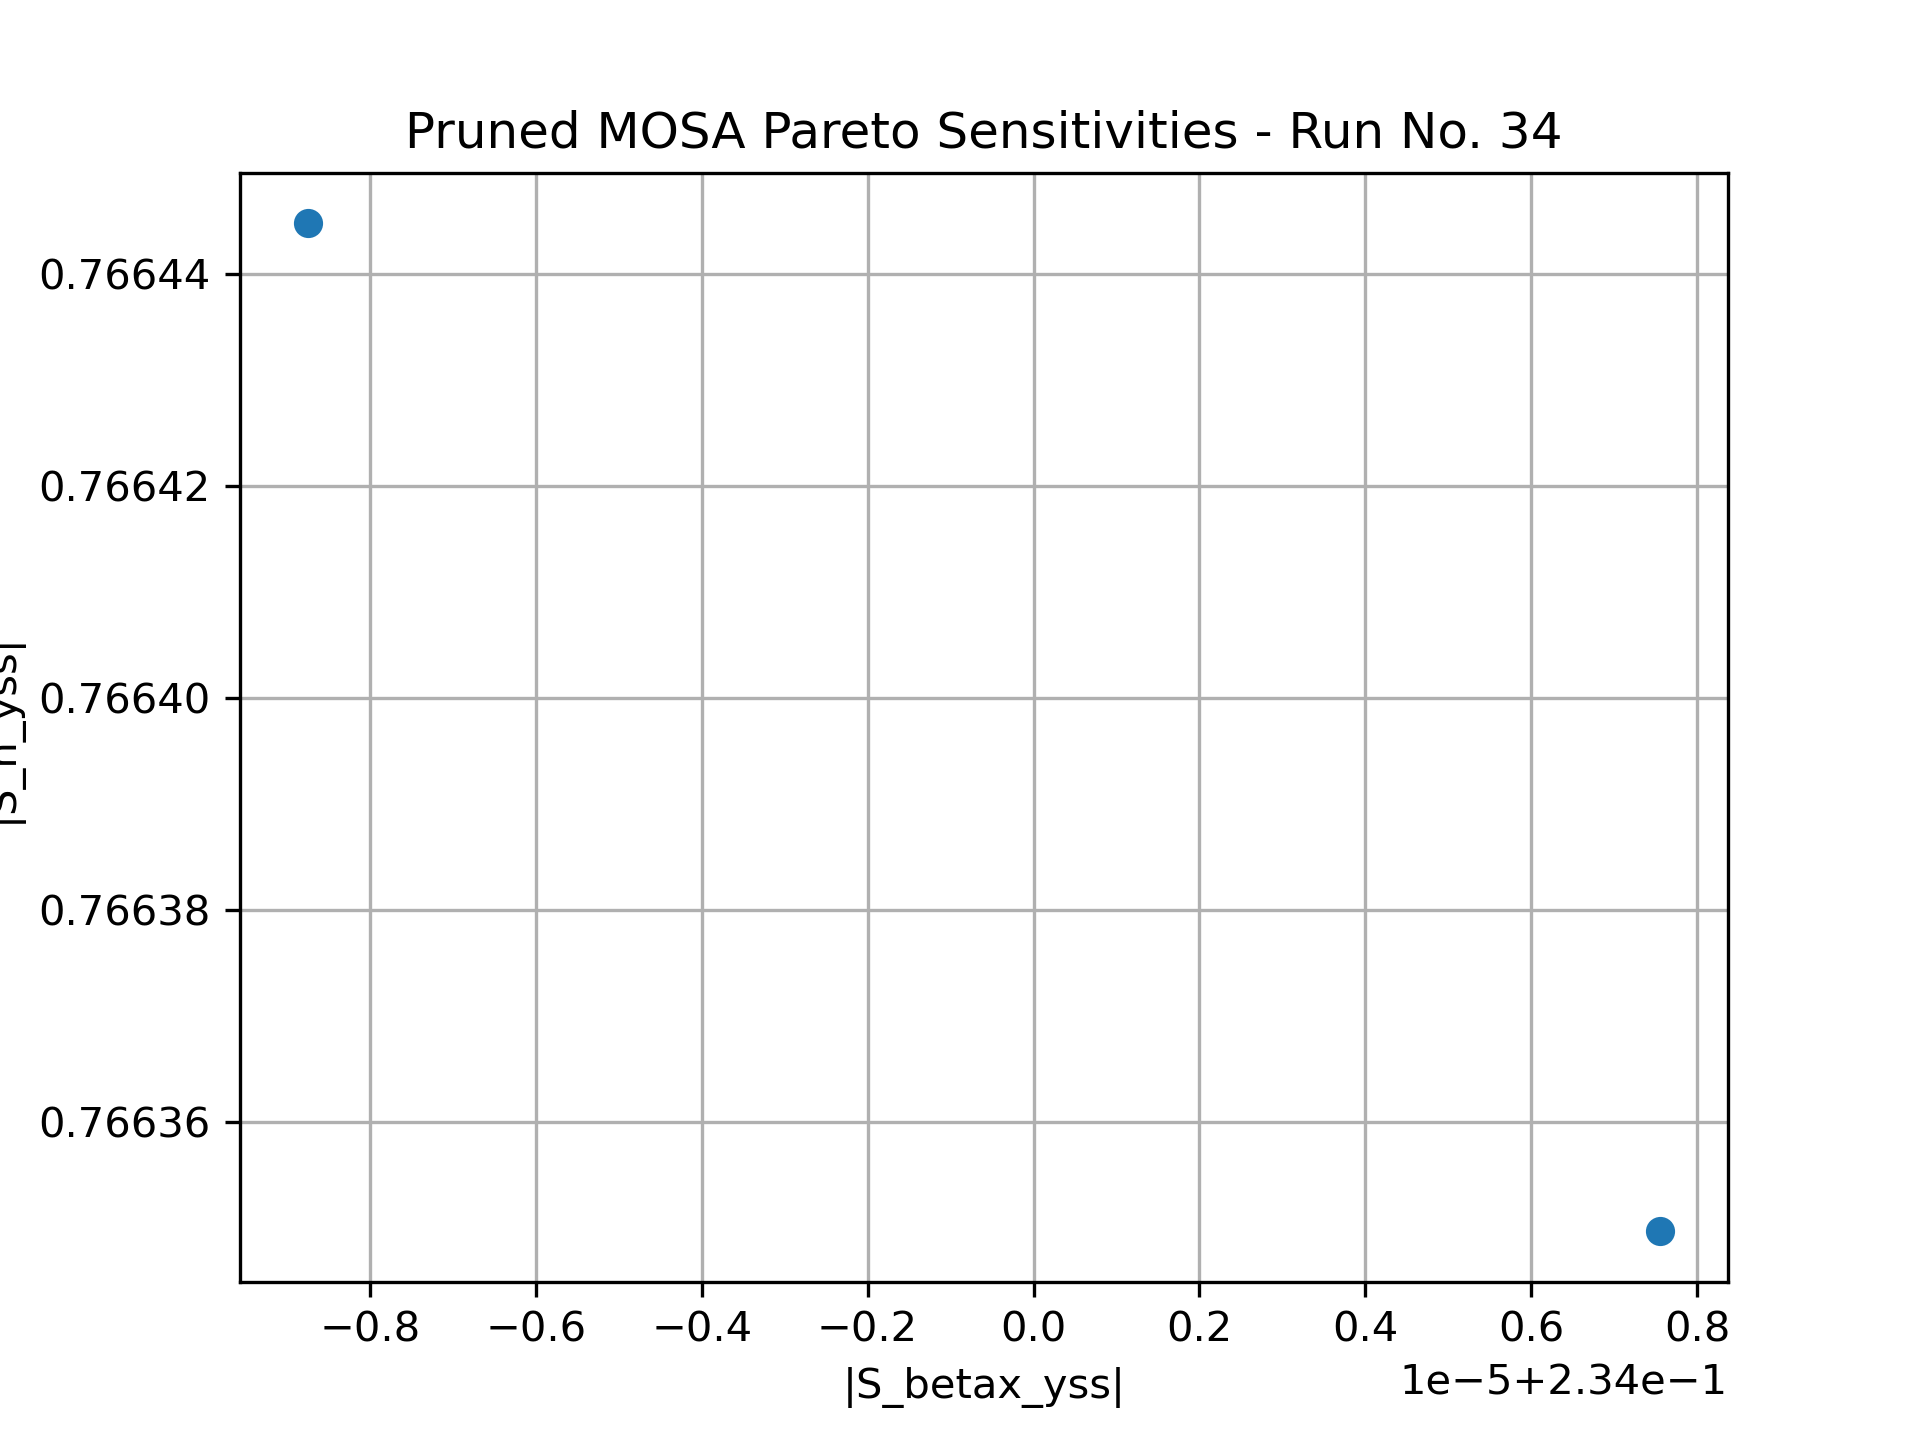 Pruned MOSA Pareto Sensitivities - Run No. 34
0.76644
0.76642
0.76640
0.76638
0.76636
|S_n_yss|
−0.8 −0.6 −0.4 −0.2 0.0 0.2 0.4 0.6 0.8
1e−5+2.34e−1
|S_betax_yss|